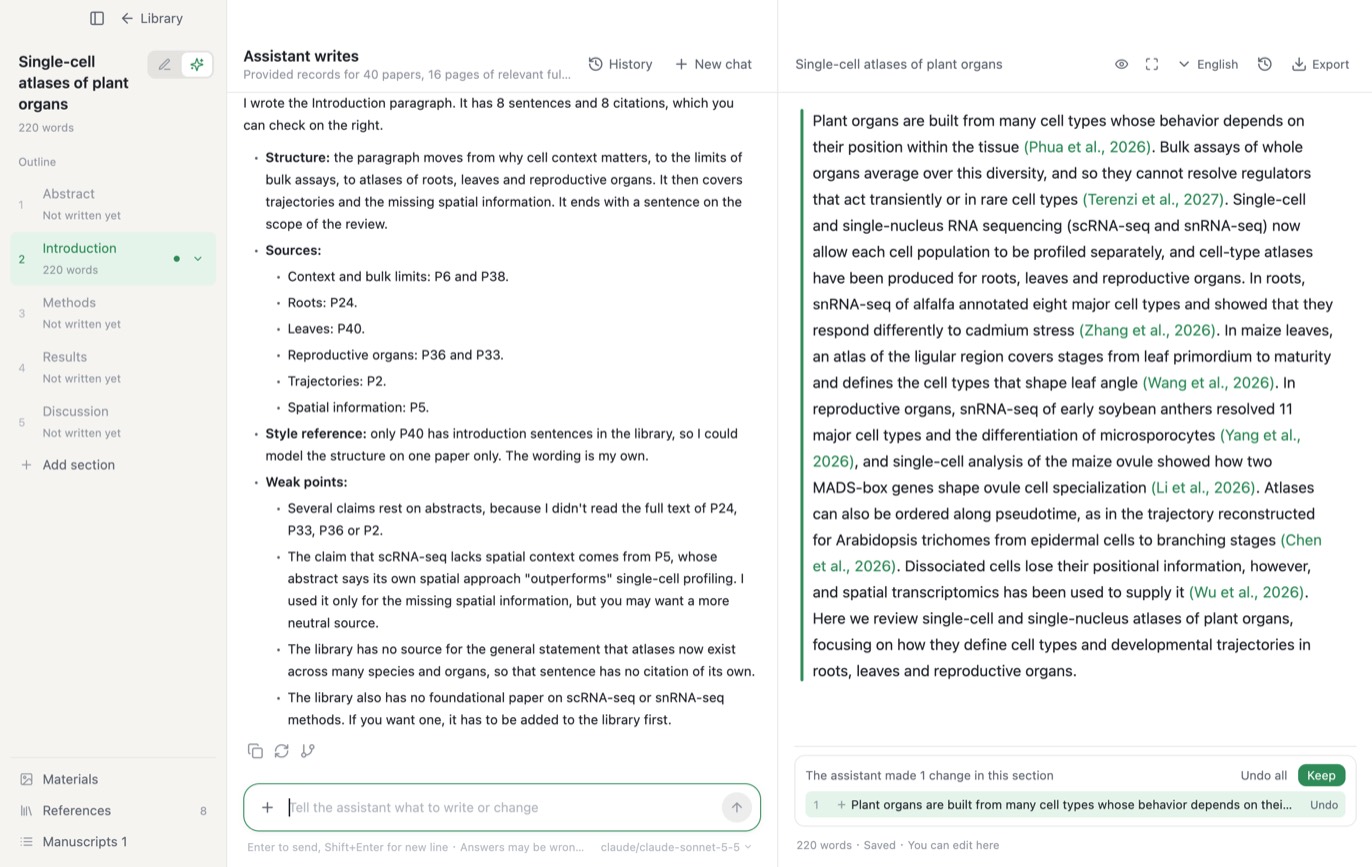 Library
Single-cell
atlases of plant
organs
220 words
Outline
1
Abstract
Not written yet
2
Introduction
220 words
3
Methods
Not written yet
4
Results
Not written yet
5
Discussion
Not written yet
Add section
Materials
References 8
Manuscripts 1
Assistant writes
Provided records for 40 papers, 16 pages of relevant ful...
History
New chat
I wrote the Introduction paragraph. It has 8 sentences and 8 citations, which you
can check on the right.
• Structure: the paragraph moves from why cell context matters, to the limits of
bulk assays, to atlases of roots, leaves and reproductive organs. It then covers
trajectories and the missing spatial information. It ends with a sentence on the
scope of the review.
• Sources:
• Context and bulk limits: P6 and P38.
• Roots: P24.
• Leaves: P40.
• Reproductive organs: P36 and P33.
• Trajectories: P2.
• Spatial information: P5.
• Style reference: only P40 has introduction sentences in the library, so I could
model the structure on one paper only. The wording is my own.
• Weak points:
• Several claims rest on abstracts, because I didn't read the full text of P24,
P33, P36 or P2.
• The claim that scRNA-seq lacks spatial context comes from P5, whose
abstract says its own spatial approach "outperforms" single-cell profiling. I
used it only for the missing spatial information, but you may want a more
neutral source.
• The library has no source for the general statement that atlases now exist
across many species and organs, so that sentence has no citation of its own.
• The library also has no foundational paper on scRNA-seq or snRNA-seq
methods. If you want one, it has to be added to the library first.
Tell the assistant what to write or change
Enter to send, Shift+Enter for new line · Answers may be wron...
claude/claude-sonnet-5-5
Single-cell atlases of plant organs
English
Export
Plant organs are built from many cell types whose behavior depends on
their position within the tissue (Phua et al., 2026). Bulk assays of whole
organs average over this diversity, and so they cannot resolve regulators
that act transiently or in rare cell types (Terenzi et al., 2027). Single-cell
and single-nucleus RNA sequencing (scRNA-seq and snRNA-seq) now
allow each cell population to be profiled separately, and cell-type atlases
have been produced for roots, leaves and reproductive organs. In roots,
snRNA-seq of alfalfa annotated eight major cell types and showed that they
respond differently to cadmium stress (Zhang et al., 2026). In maize leaves,
an atlas of the ligular region covers stages from leaf primordium to maturity
and defines the cell types that shape leaf angle (Wang et al., 2026). In
reproductive organs, snRNA-seq of early soybean anthers resolved 11
major cell types and the differentiation of microsporocytes (Yang et al.,
2026), and single-cell analysis of the maize ovule showed how two
MADS-box genes shape ovule cell specialization (Li et al., 2026). Atlases
can also be ordered along pseudotime, as in the trajectory reconstructed
for Arabidopsis trichomes from epidermal cells to branching stages (Chen
et al., 2026). Dissociated cells lose their positional information, however,
and spatial transcriptomics has been used to supply it (Wu et al., 2026).
Here we review single-cell and single-nucleus atlases of plant organs,
focusing on how they define cell types and developmental trajectories in
roots, leaves and reproductive organs.
The assistant made 1 change in this section
Undo all
Keep
1 + Plant organs are built from many cell types whose behavior depends on thei...
Undo
220 words · Saved · You can edit here